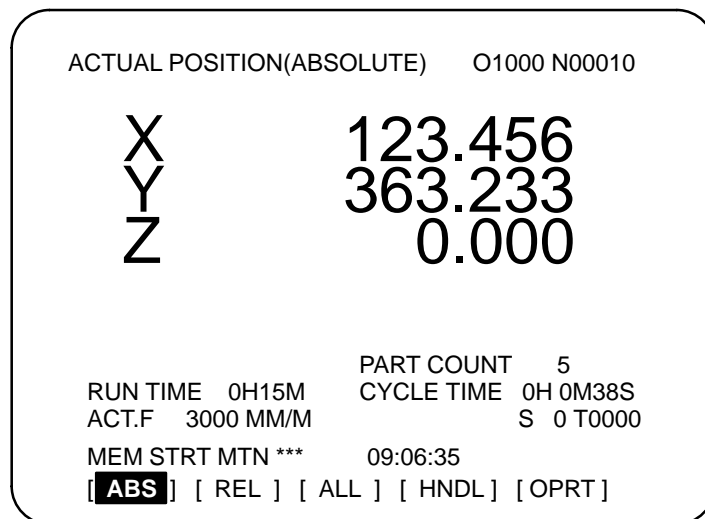 ACTUAL POSITION(ABSOLUTE) O1000 N00010
X 123.456
Y 363.233
Z 0.000
PART COUNT 5
RUN TIME 0H15M CYCLE TIME 0H 0M38S
ACT.F 3000 MM/M S 0 T0000
MEM STRT MTN *** 09:06:35
[ ABS ] [ REL ] [ ALL ] [ HNDL ] [ OPRT ]